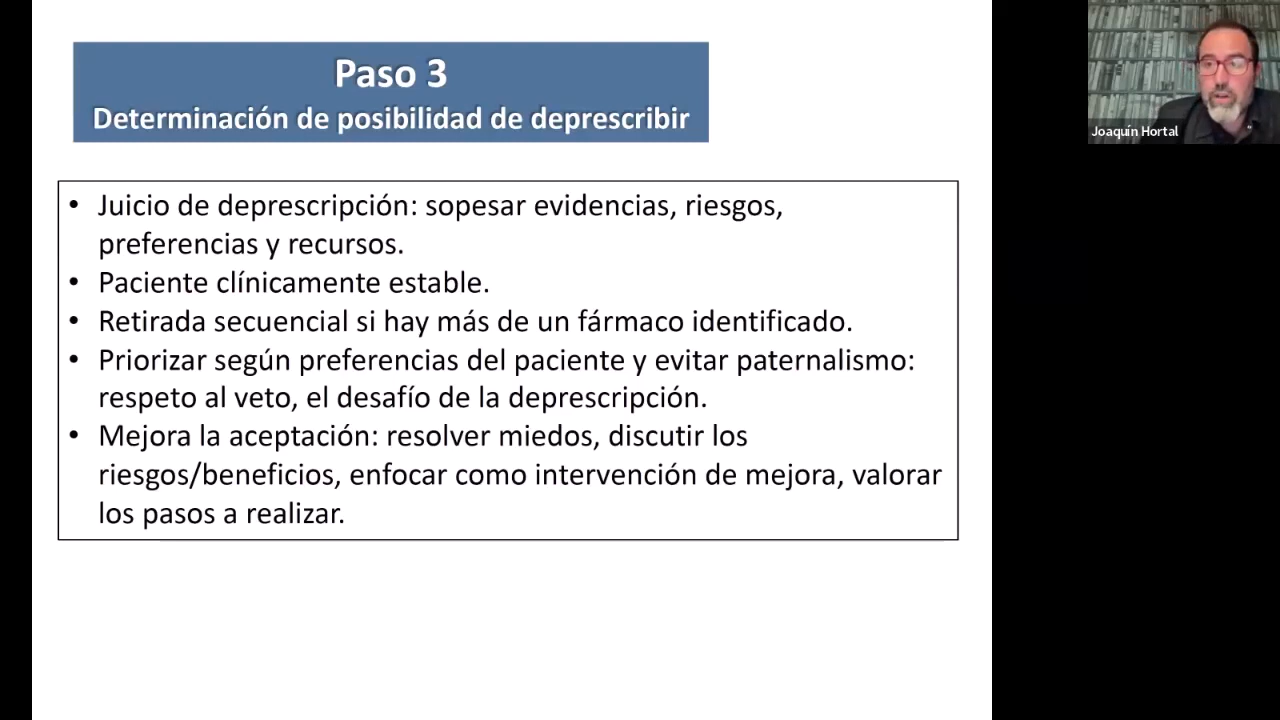 Paso 3
Determinación de posibilidad de deprescribir
• Juicio de deprescripción: sopesar evidencias, riesgos,
preferencias y recursos.
• Paciente clínicamente estable.
• Retirada secuencial si hay más de un fármaco identificado.
• Priorizar según preferencias del paciente y evitar paternalismo:
respeto al veto, el desafío de la deprescripción.
• Mejora la aceptación: resolver miedos, discutir los
riesgos/beneficios, enfocar como intervención de mejora, valorar
los pasos a realizar.
Joaquín Hortal